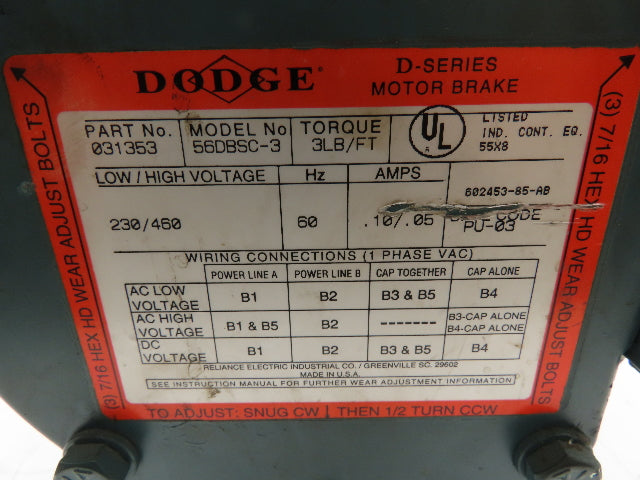 DODGE®
D-SERIES
MOTOR BRAKE
PART No. MODEL No TORQUE
031353 56DBSC-3 3LB/FT
UL
LISTED
IND. CONT. EQ.
55X8
LOW / HIGH VOLTAGE Hz AMPS
602453-85-AB
230/460 60 .10/.05
CODE
PU-03
WIRING CONNECTIONS (1 PHASE VAC)
POWER LINE A POWER LINE B CAP TOGETHER CAP ALONE
AC LOW VOLTAGE B1 B2 B3 & B5 B4
AC HIGH VOLTAGE B1 & B5 B2 ------- B3-CAP ALONE
B4-CAP ALONE
DC VOLTAGE B1 B2 B3 & B5 B4
RELIANCE ELECTRIC INDUSTRIAL CO. / GREENVILLE SC. 29602
MADE IN U.S.A.
SEE INSTRUCTION MANUAL FOR FURTHER WEAR ADJUSTMENT INFORMATION
TO ADJUST: SNUG CW THEN 1/2 TURN CCW
(3) 7/16 HEX HD WEAR ADJUST BOLTS
(3) 7/16 HEX HD WEAR ADJUST BOLTS